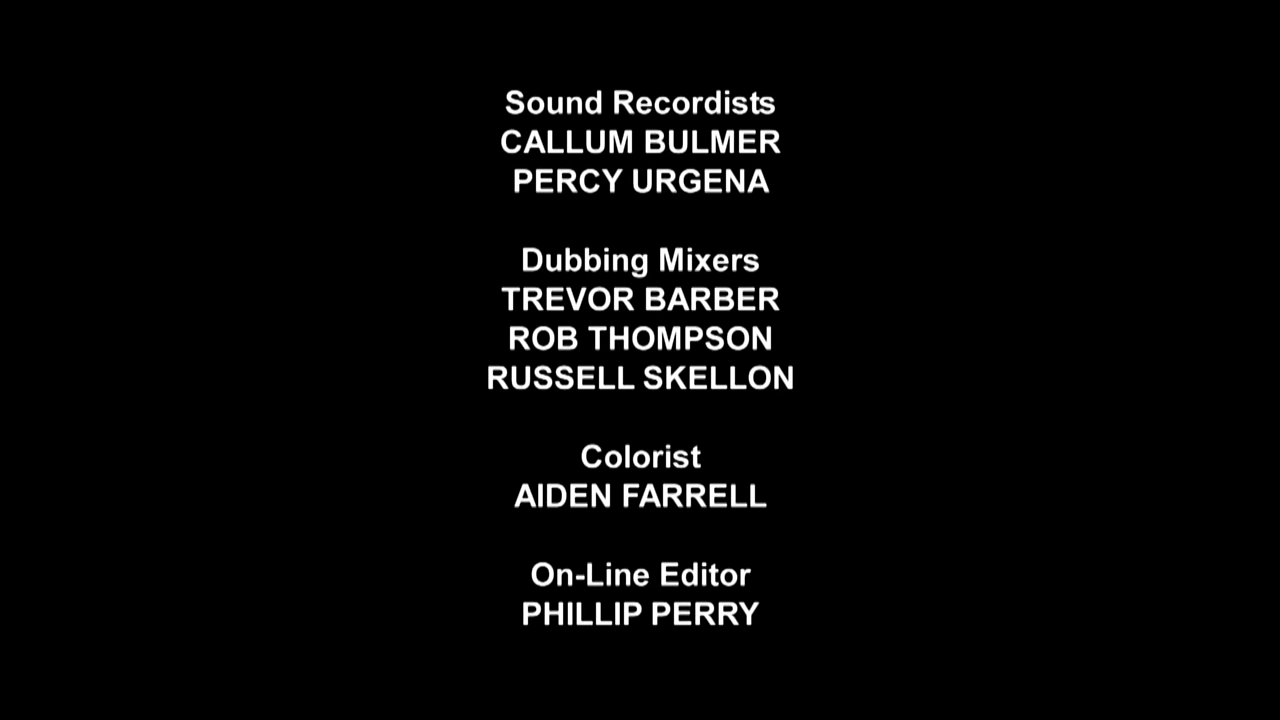 Sound Recordists
CALLUM BULMER
PERCY URGENA
Dubbing Mixers
TREVOR BARBER
ROB THOMPSON
RUSSELL SKELLON
Colorist
AIDEN FARRELL
On-Line Editor
PHILLIP PERRY